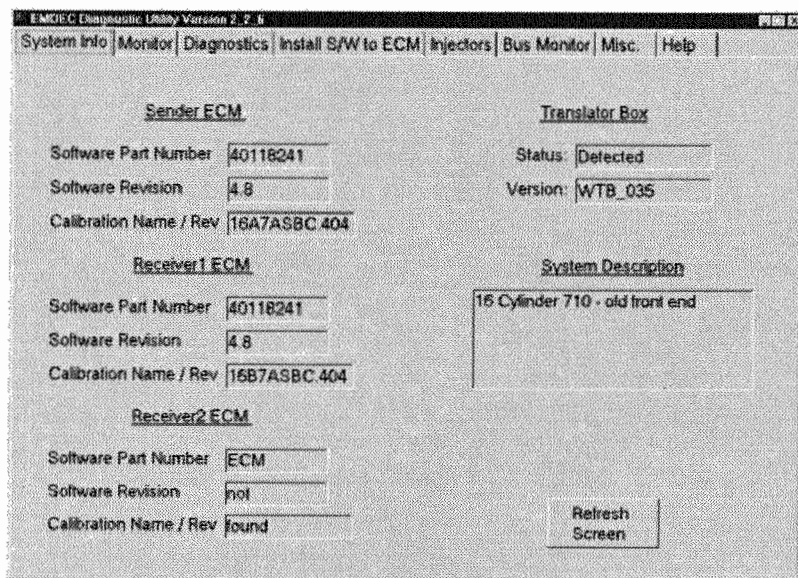 EMDEC Diagnostic Utility Version 2_2_6
System Info Monitor Diagnostics Install S/W to ECM Injectors Bus Monitor Misc. Help
Sender ECM
Software Part Number 40118241
Software Revision 4.8
Calibration Name / Rev 16A7ASBC.404
Receiver1 ECM
Software Part Number 40118241
Software Revision 4.8
Calibration Name / Rev 16B7ASBC.404
Receiver2 ECM
Software Part Number ECM
Software Revision not
Calibration Name / Rev found
Translator Box
Status: Detected
Version: WTB_035
System Description
16 Cylinder 710 - old front end
Refresh
Screen